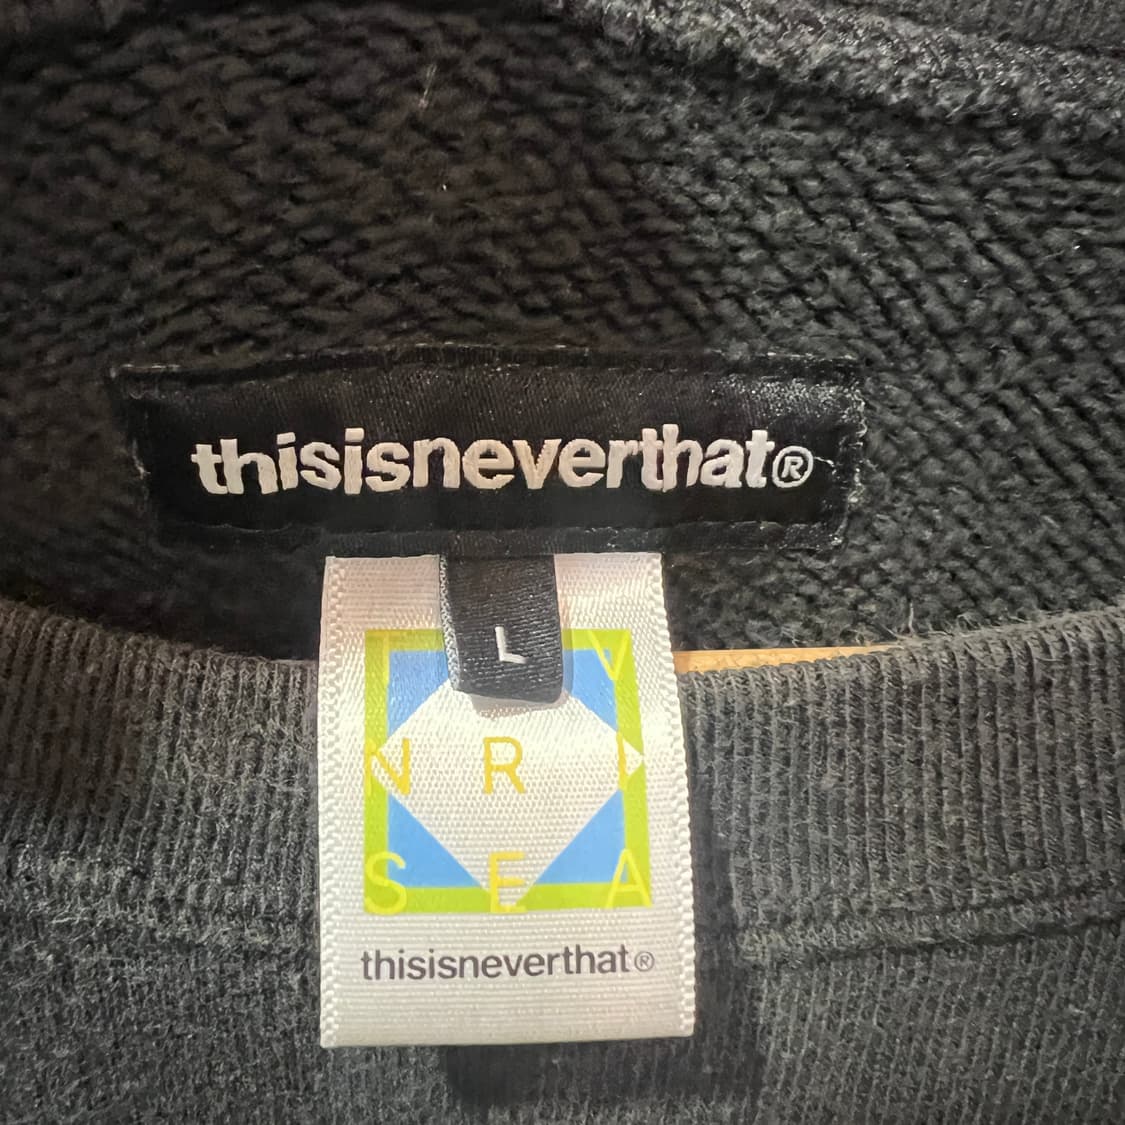 thisisneverthat®
L
T V
N R I
S E A
thisisneverthat®